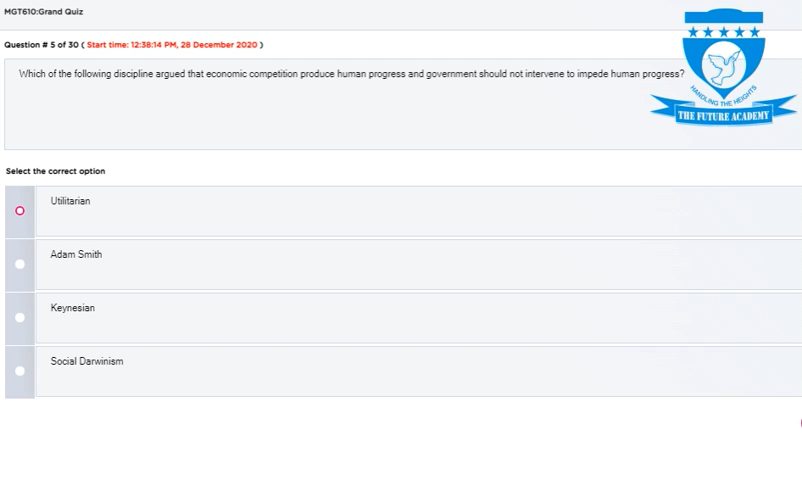 MGT610:Grand Quiz
Question # 5 of 30 ( Start time: 12:38:14 PM, 28 December 2020 )
Which of the following discipline argued that economic competition produce human progress and government should not intervene to impede human progress?
HANDLING THE HEIGHTS
THE FUTURE ACADEMY
Select the correct option
Utilitarian
Adam Smith
Keynesian
Social Darwinism